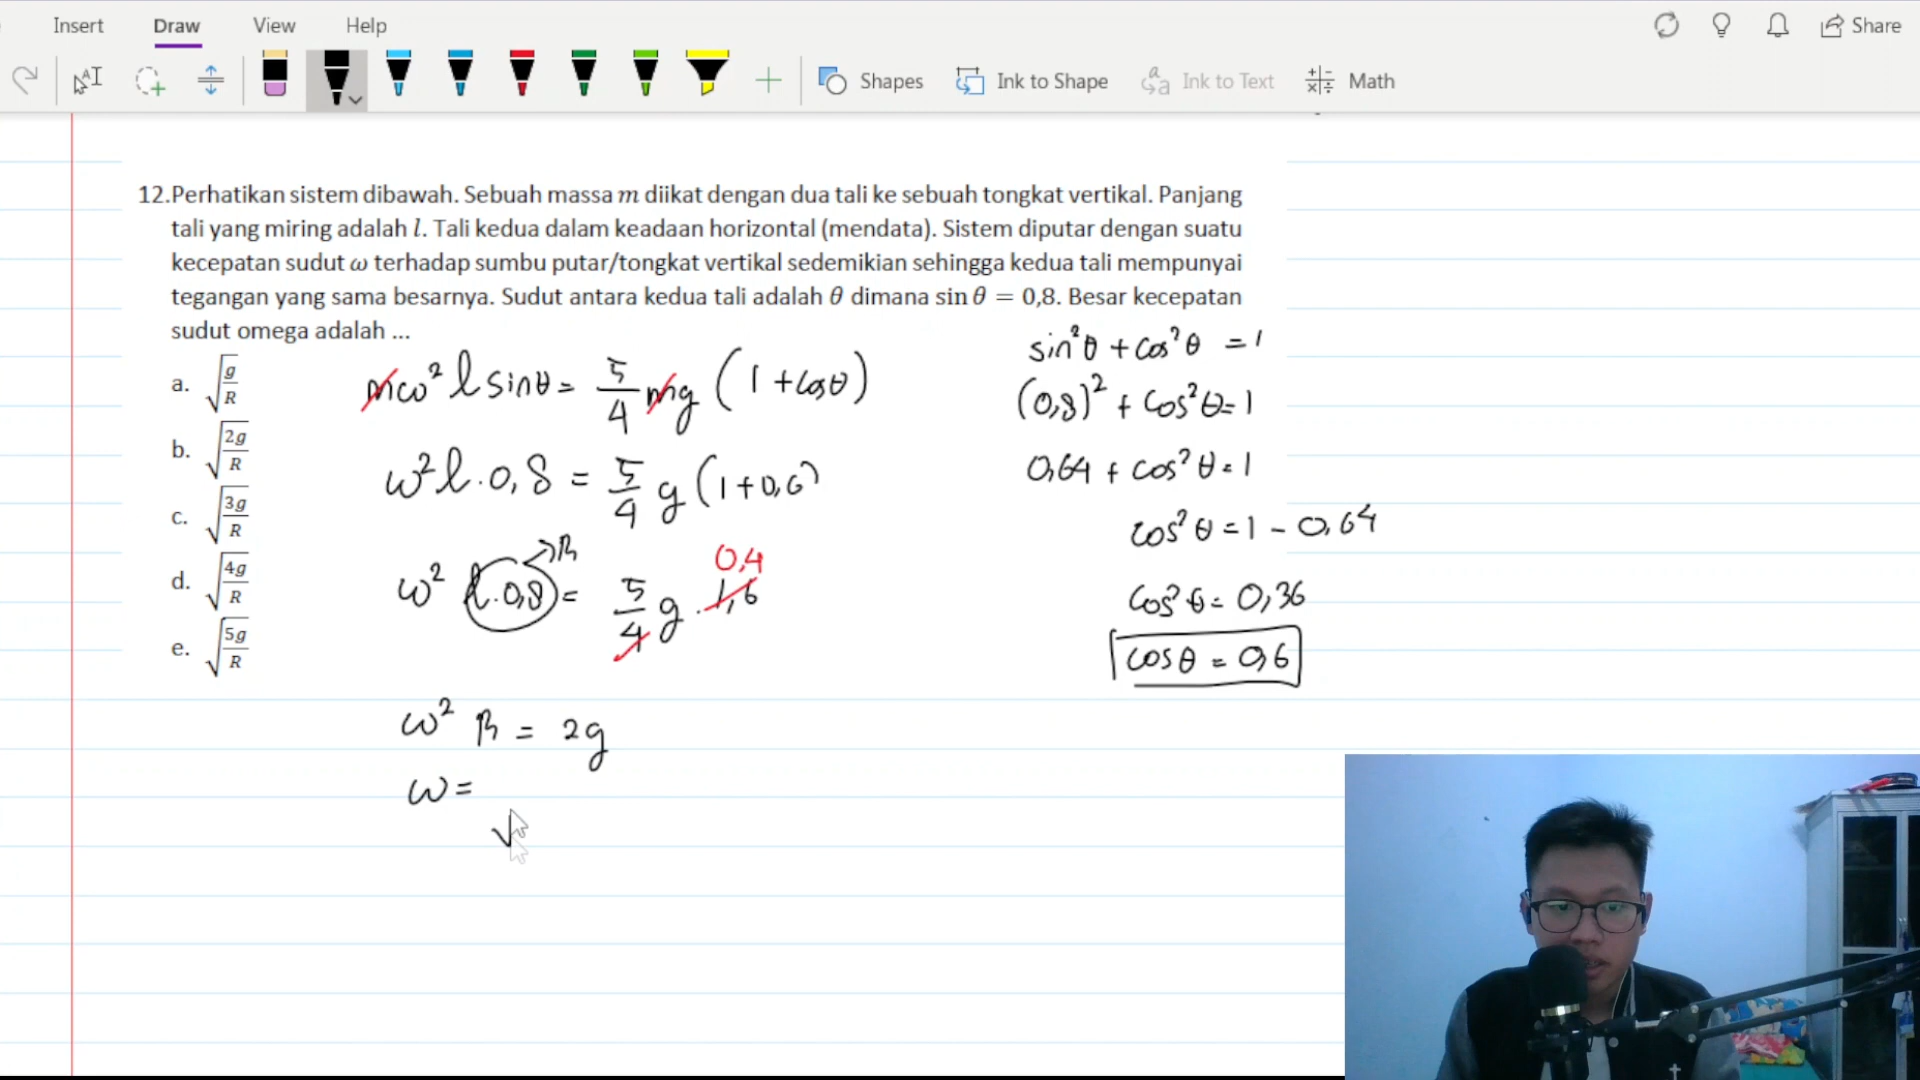 Insert Draw View Help Share
Shapes Ink to Shape Ink to Text Math
12.Perhatikan sistem dibawah. Sebuah massa m diikat dengan dua tali ke sebuah tongkat vertikal. Panjang
tali yang miring adalah l. Tali kedua dalam keadaan horizontal (mendata). Sistem diputar dengan suatu
kecepatan sudut ω terhadap sumbu putar/tongkat vertikal sedemikian sehingga kedua tali mempunyai
tegangan yang sama besarnya. Sudut antara kedua tali adalah θ dimana sin θ = 0,8. Besar kecepatan
sudut omega adalah ...
a. √(g/R)
b. √(2g/R)
c. √(3g/R)
d. √(4g/R)
e. √(5g/R)
mω² l sinθ = 5/4 mg (1 + cosθ)
ω² l . 0,8 = 5/4 g (1 + 0,6)
R
0,4
ω² l . 0,8 = 5/4 g . 1,6
ω² R = 2g
ω =
√
sin²θ + cos²θ = 1
(0,8)² + cos²θ = 1
0,64 + cos²θ = 1
cos²θ = 1 - 0,64
cos²θ = 0,36
cosθ = 0,6